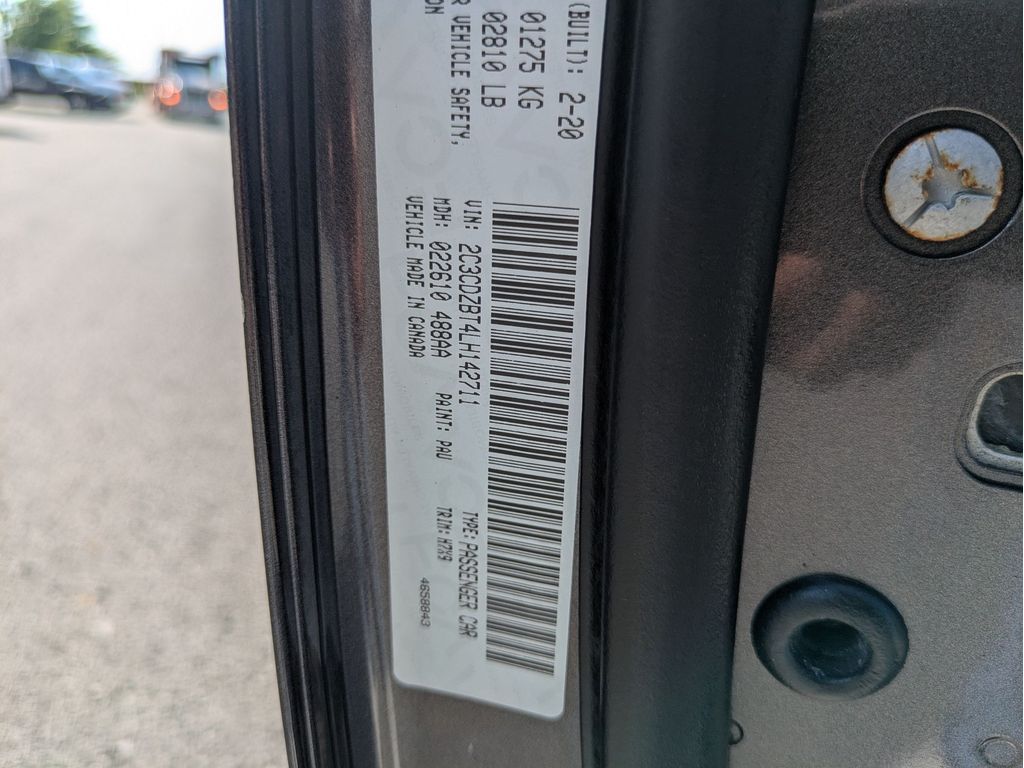 (BUILT): 2-20
01275 KG
02810 LB
R VEHICLE SAFETY,
ON
VIN: 2C3CDZBT4LH142711 TYPE: PASSENGER CAR
MDH: 022610 488AA PAINT: PAU TRIM: H7X9
VEHICLE MADE IN CANADA
4658843